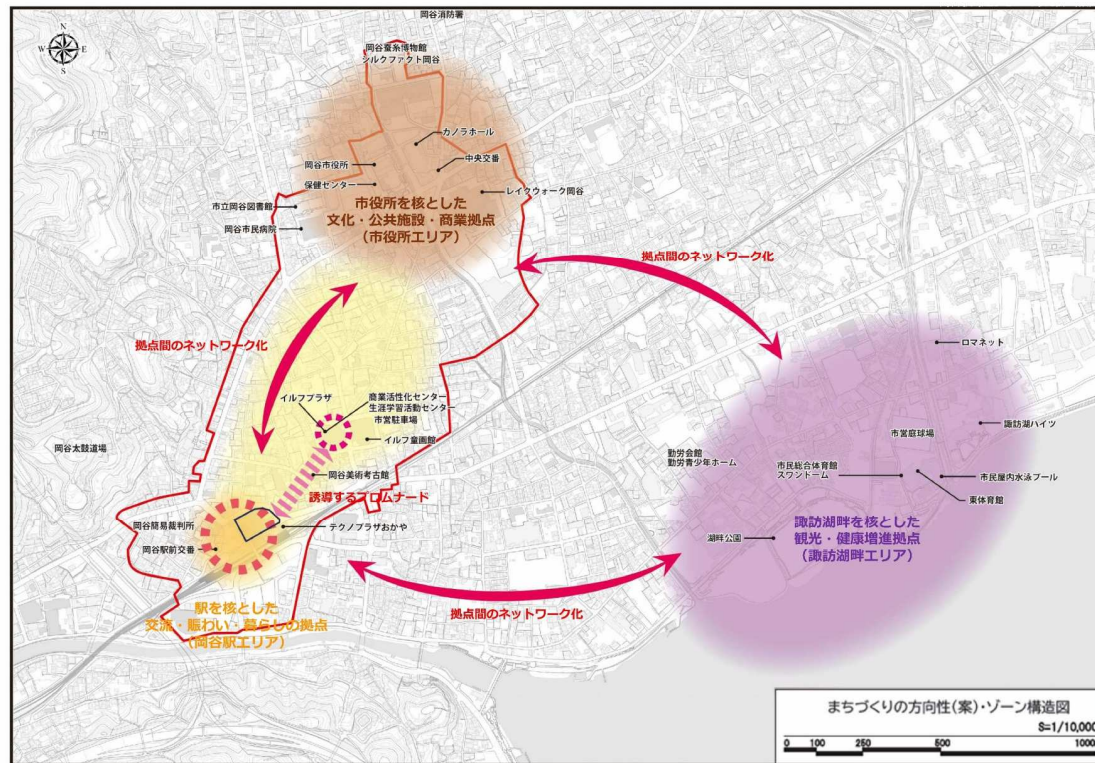 岡谷消防署
N
W
E
S
岡谷蚕糸博物館
シルクファクト岡谷
カノラホール
岡谷市役所
中央交番
保健センター
レイクウォーク岡谷
市立岡谷図書館
市役所を核とした
文化・公共施設・商業拠点
(市役所エリア)
岡谷市民病院
拠点間のネットワーク化
拠点間のネットワーク化
ロマネット
イルフプラザ
商業活性化センター
生涯学習活動センター
市営駐車場
イルフ童画館
諏訪湖ハイツ
市営庭球場
岡谷太鼓道場
勤労会館
勤労青少年ホーム
市民総合体育館
スワンドーム
市民屋内水泳プール
東体育館
岡谷美術考古館
誘導するプロムナード
岡谷簡易裁判所
テクノプラザおかや
岡谷駅前交番
湖畔公園
諏訪湖畔を核とした
観光・健康増進拠点
(諏訪湖畔エリア)
駅を核とした
交流・賑わい・暮らしの拠点
(岡谷駅エリア)
拠点間のネットワーク化
まちづくりの方向性(案)・ゾーン構造図
S=1/10,000
0 100 250 500 1000